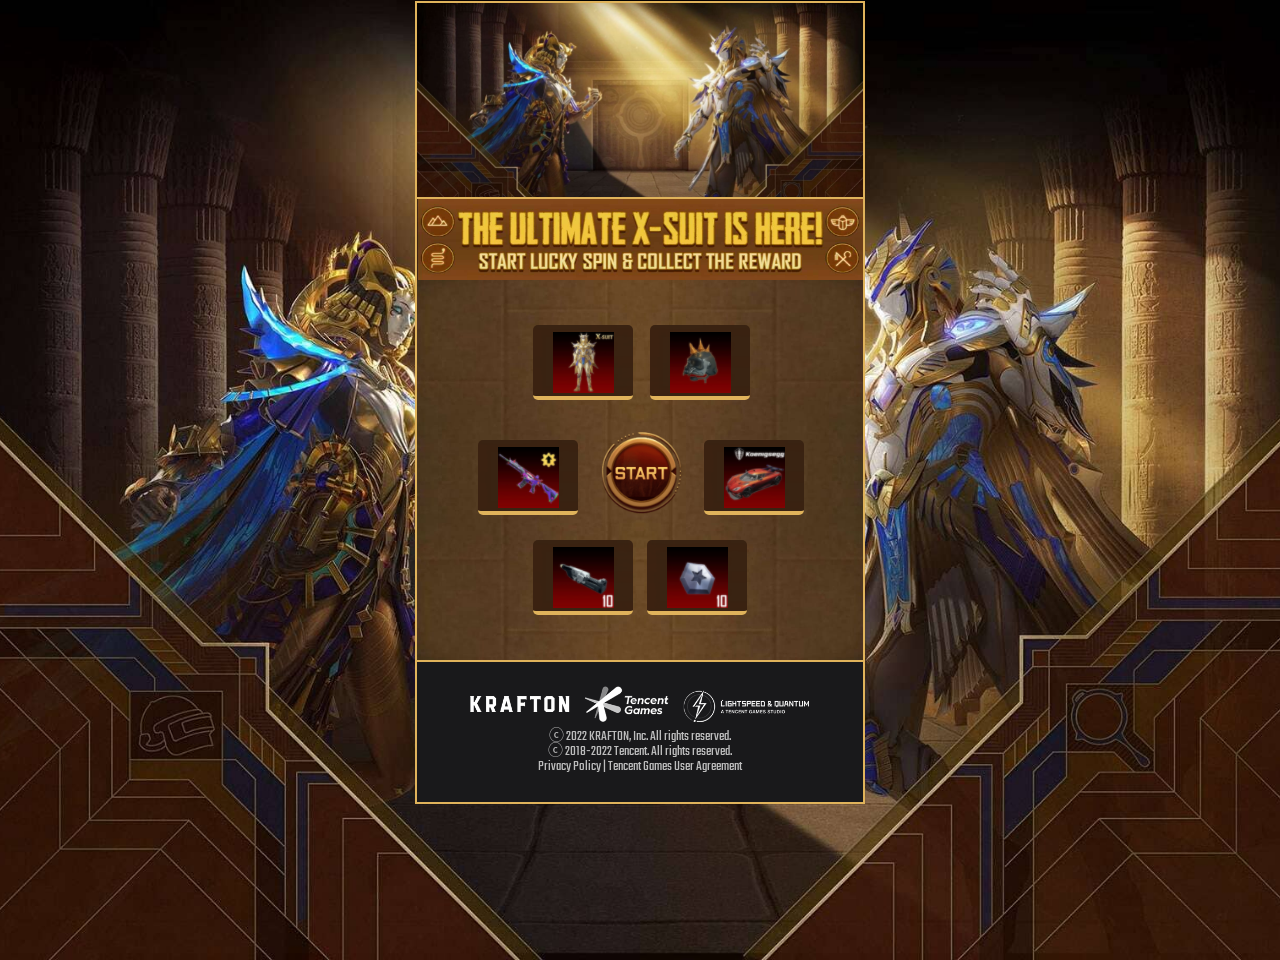 THE ULTIMATE X-SUIT IS HERE!
START LUCKY SPIN & COLLECT THE REWARD
X-SUIT
START
Koenigsegg
10
10
KRAFTON
Tencent Games
LIGHTSPEED & QUANTUM
A TENCENT GAMES STUDIO
ⓒ 2022 KRAFTON, Inc. All rights reserved.
ⓒ 2018-2022 Tencent. All rights reserved.
Privacy Policy | Tencent Games User Agreement